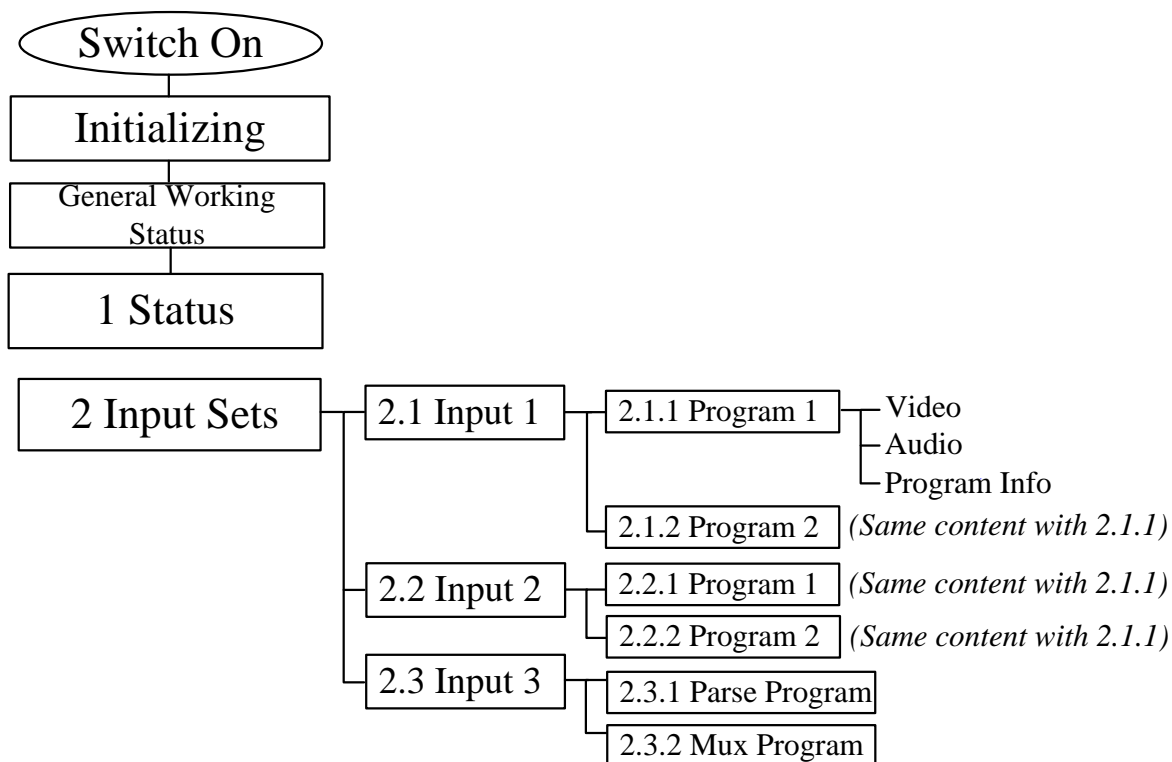 Switch On
Initializing
General Working
Status
1 Status
2 Input Sets
2.1 Input 1
2.1.1 Program 1
Video
Audio
Program Info
2.1.2 Program 2
(Same content with 2.1.1)
2.2 Input 2
2.2.1 Program 1
(Same content with 2.1.1)
2.2.2 Program 2
(Same content with 2.1.1)
2.3 Input 3
2.3.1 Parse Program
2.3.2 Mux Program